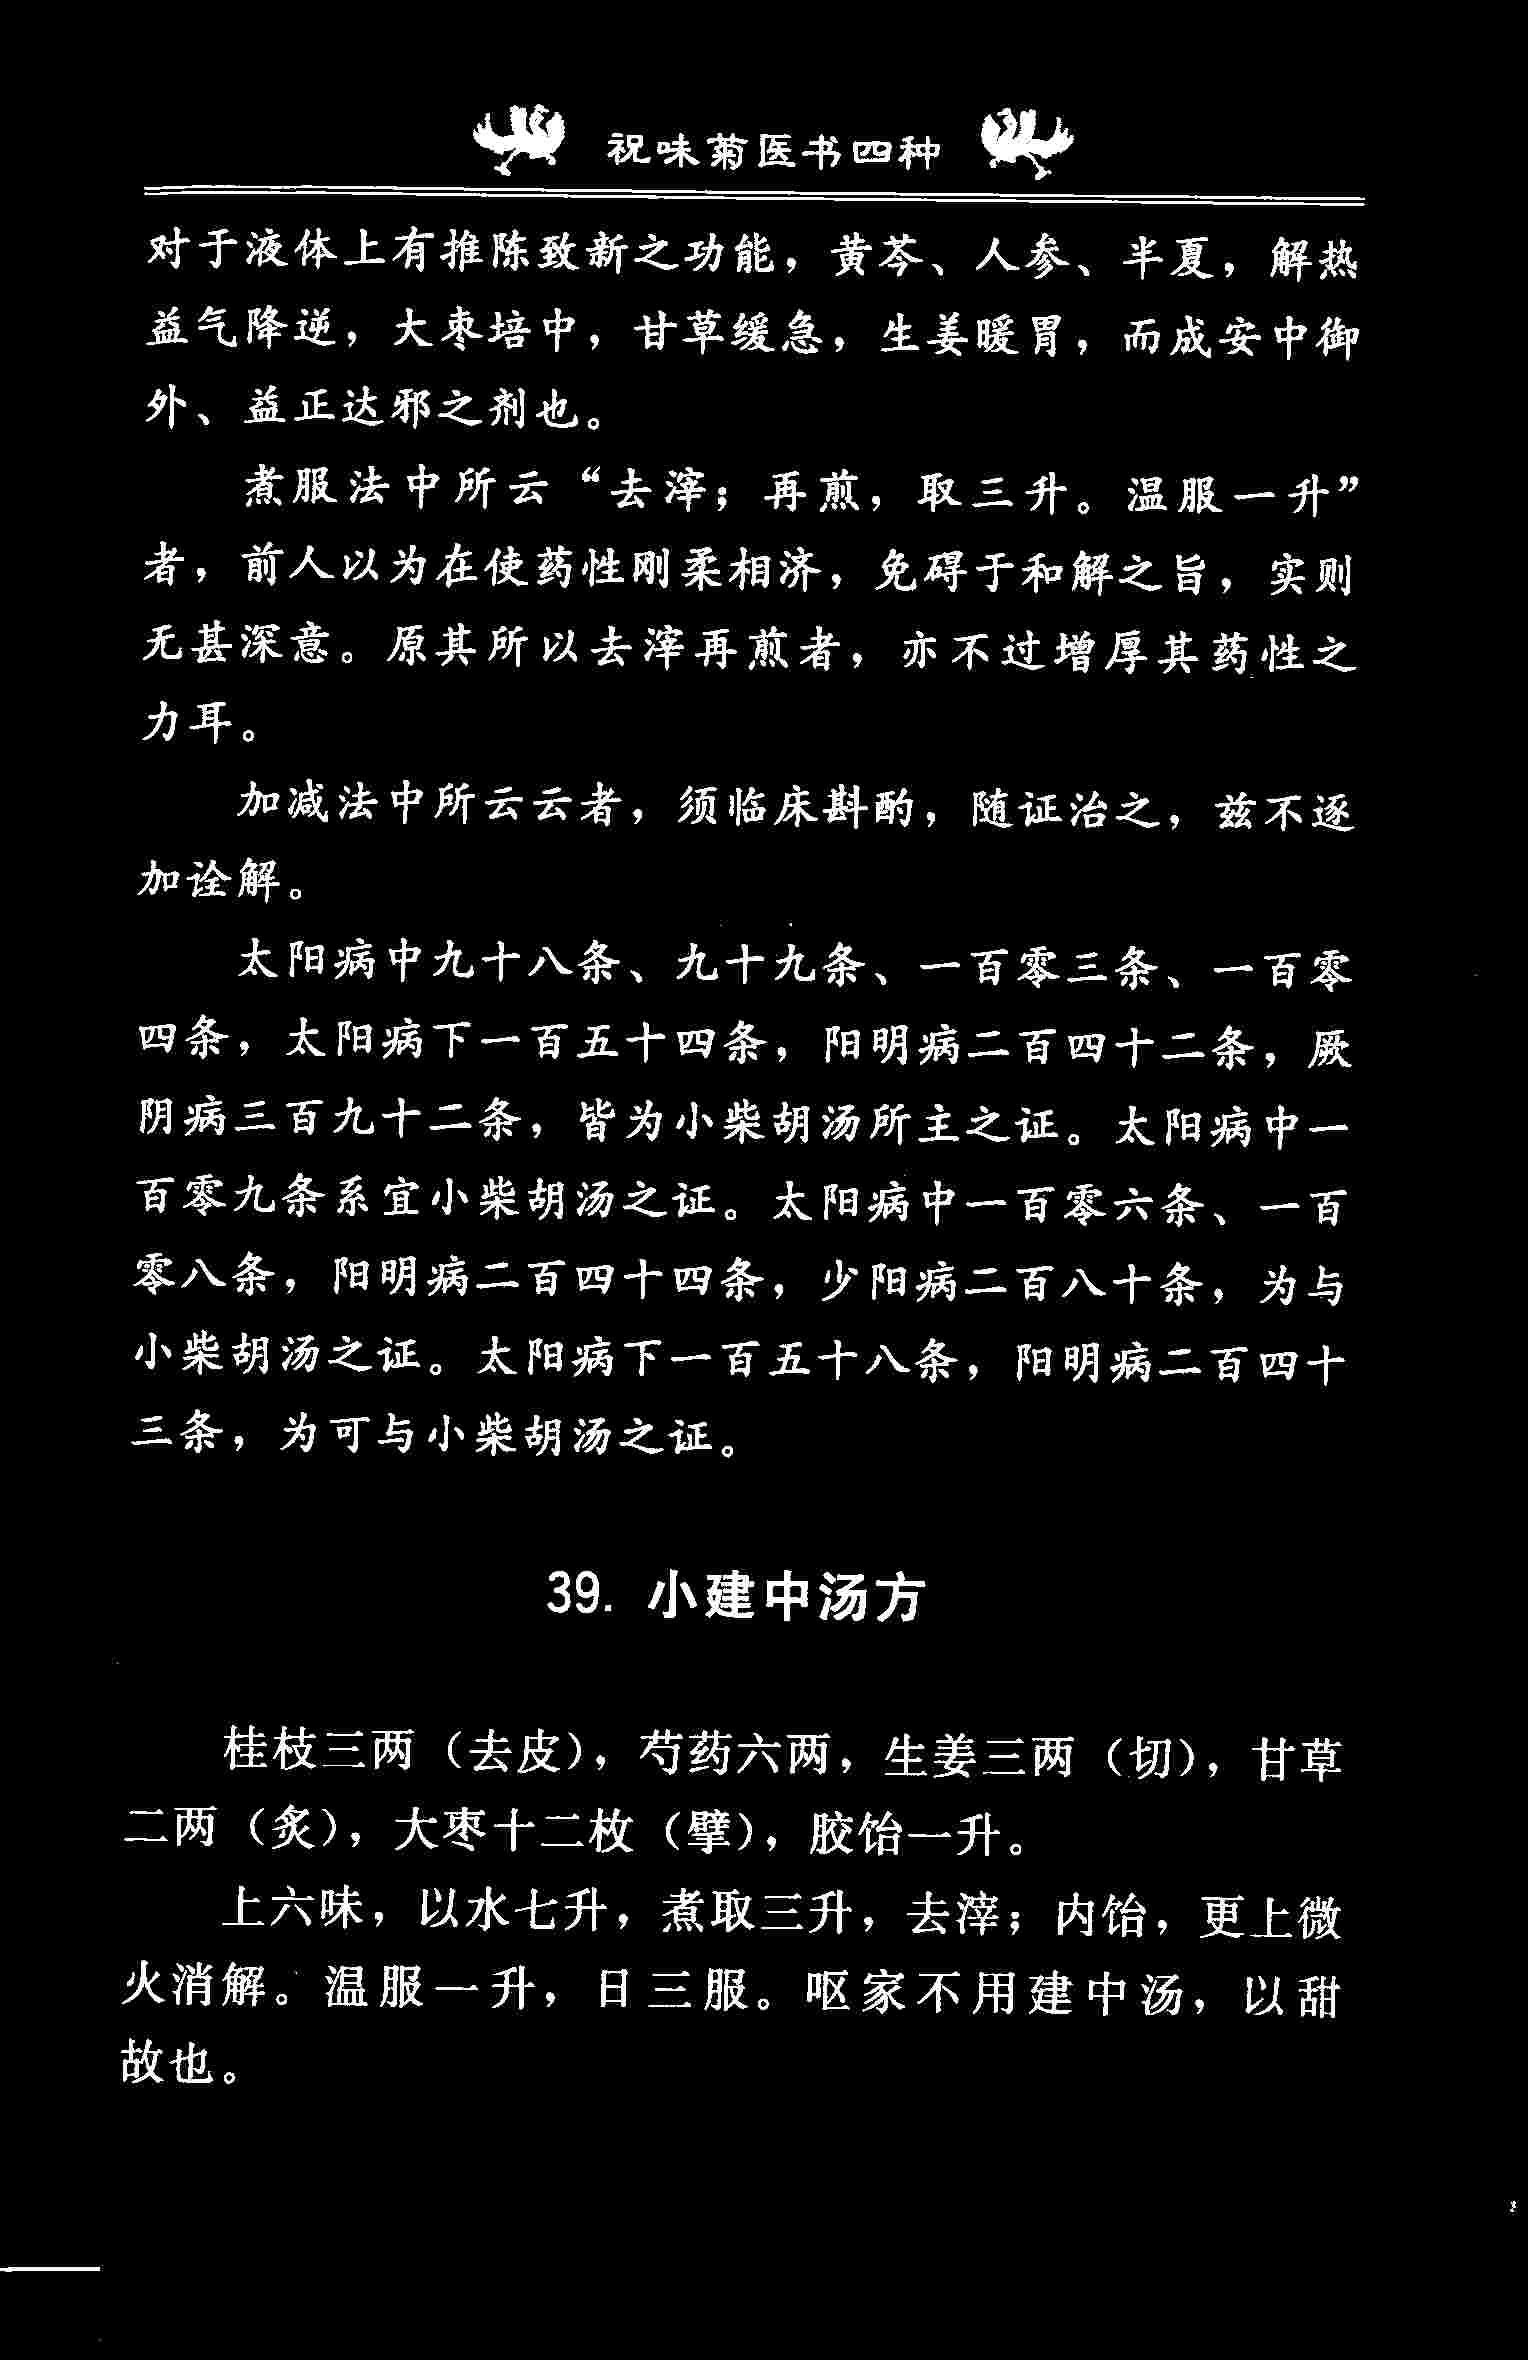 祝味菊医书四种
对于液体上有推陈致新之功能，黄芩、人参、半夏，解热
益气降逆，大枣培中，甘草缓急，生姜暖胃，而成安中御
外、益正达邪之剂也。
煮服法中所云“去滓；再煎，取三升。温服一升”
者，前人以为在使药性刚柔相济，免碍于和解之旨，实则
无甚深意。原其所以去滓再煎者，亦不过增厚其药性之
力耳。
加减法中所云云者，须临床斟酌，随证治之，兹不逐
加诠解。
太阳病中九十八条、九十九条、一百零三条、一百零
四条，太阳病下一百五十四条，阳明病二百四十二条，厥
阴病三百九十二条，皆为小柴胡汤所主之证。太阳病中一
百零九条系宜小柴胡汤之证。太阳病中一百零六条、一百
零八条，阳明病二百四十四条，少阳病二百八十条，为与
小柴胡汤之证。太阳病下一百五十八条，阳明病二百四十
三条，为可与小柴胡汤之证。
39. 小建中汤方
桂枝三两（去皮），芍药六两，生姜三两（切），甘草
二两（炙），大枣十二枚（擘），胶饴一升。
上六味，以水七升，煮取三升，去滓；内饴，更上微
火消解。温服一升，日三服。呕家不用建中汤，以甜
故也。